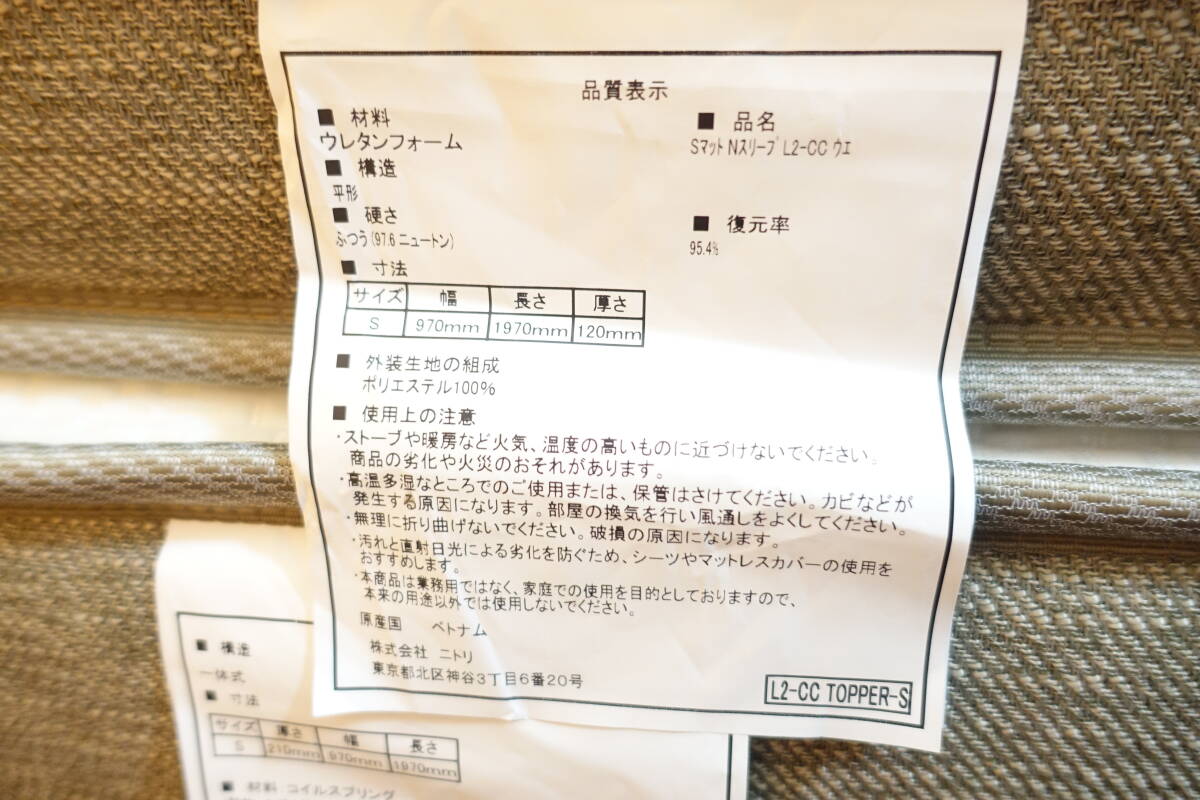 品質表示
■ 材料
ウレタンフォーム
■ 構造
平形
■ 硬さ
ふつう(97.6 ニュートン)
■ 品名
Sマット Nスリープ L2-CC ウエ
■ 復元率
95.4%
■ 寸法
サイズ 幅 長さ 厚さ
S 970mm 1970mm 120mm
■ 外装生地の組成
ポリエステル100%
■ 使用上の注意
・ストーブや暖房など火気、温度の高いものに近づけないでください。
商品の劣化や火災のおそれがあります。
・高温多湿なところでのご使用または、保管はさけてください。カビなどが
発生する原因になります。部屋の換気を行い風通しをよくしてください。
・無理に折り曲げないでください。破損の原因になります。
・汚れと直射日光による劣化を防ぐため、シーツやマットレスカバーの使用を
おすすめします。
・本商品は業務用ではなく、家庭での使用を目的としておりますので、
本来の用途以外では使用しないでください。
原産国 ベトナム
株式会社 ニトリ
東京都北区神谷3丁目6番20号
L2-CC TOPPER-S
■ 構造
一体式
■ 寸法
サイズ 厚さ 幅 長さ
S 210mm 970mm 1970mm
■ 材料 コイルスプリング